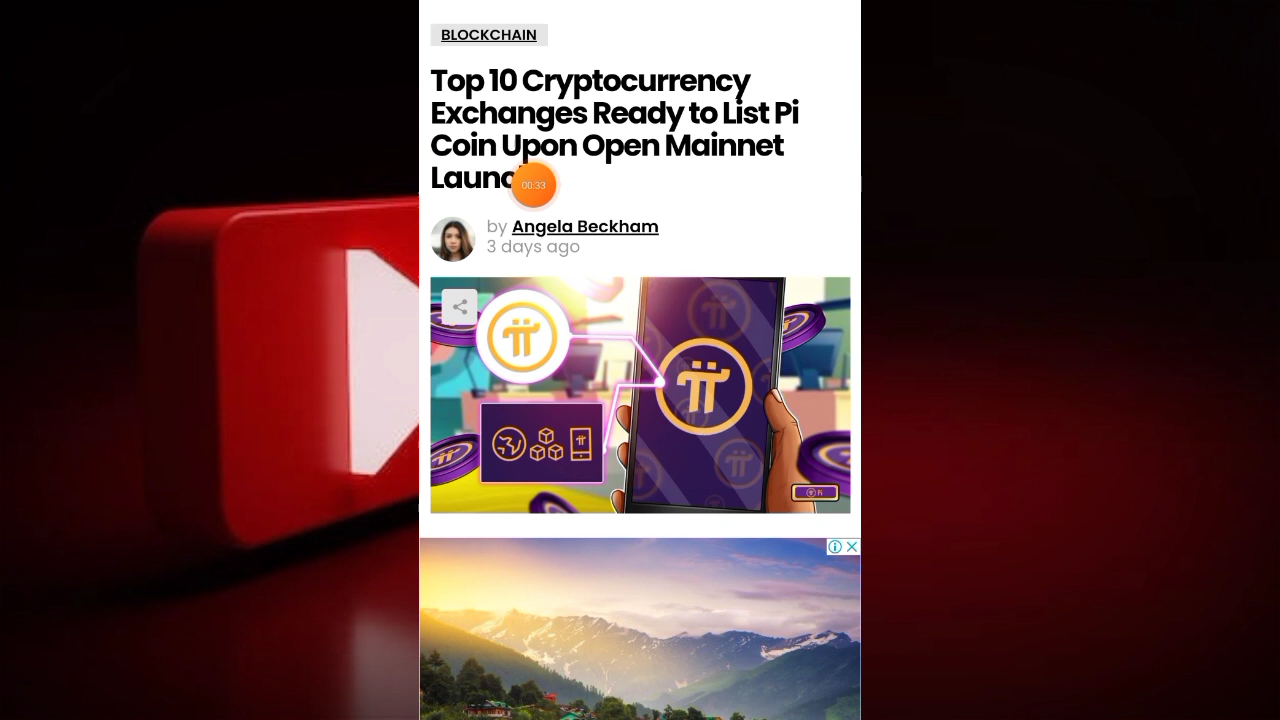 BLOCKCHAIN
Top 10 Cryptocurrency
Exchanges Ready to List Pi
Coin Upon Open Mainnet
Launc
00:33
by Angela Beckham
3 days ago